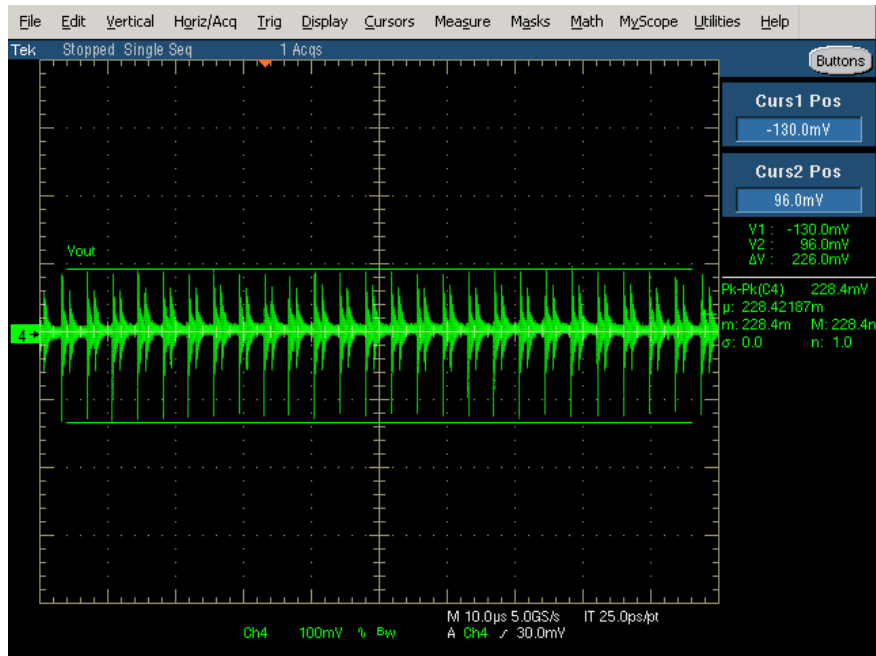 File Edit Vertical Horiz/Acq Trig Display Cursors Measure Masks Math MyScope Utilities Help
Tek Stopped Single Seq 1 Acqs
Buttons
Curs1 Pos
-130.0mV
Curs2 Pos
96.0mV
V1 : -130.0mV
V2 : 96.0mV
ΔV : 226.0mV
Pk-Pk(C4) 228.4mV
µ: 228.42187m
m: 228.4m M: 228.4m
σ: 0.0 n: 1.0
Vout
4
M 10.0µs 5.0GS/s IT 25.0ps/pt
Ch4 100mV ∿ Bw A Ch4 ⁄ 30.0mV